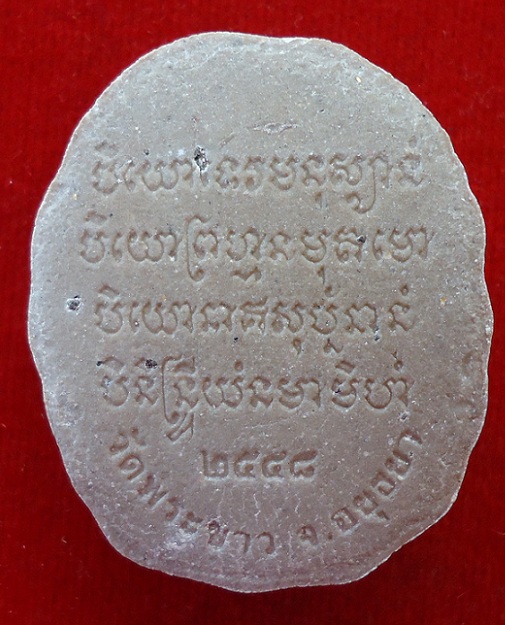 បិយោទេវមនុស្សានំ
បិយោព្រហ្មនមុតមោ
បិយោនាគសុបណ្ណានំ
បិនិន្ទ្រីយំនមាមិហំ
๒๕๔๘
วัดพระขาว จ.อยุธยา